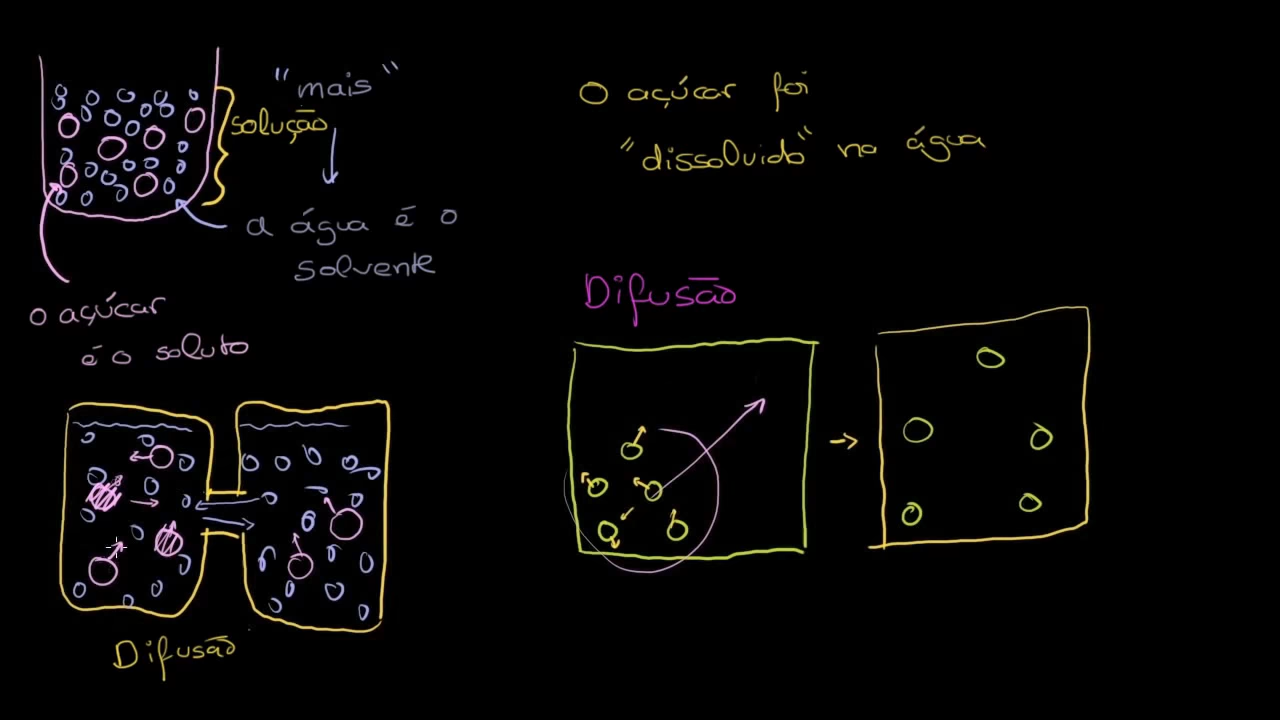 "mais"
solução
a água é o
solvente
o açúcar
é o soluto
Difusão
O açúcar foi
"dissolvido" na água
Difusão